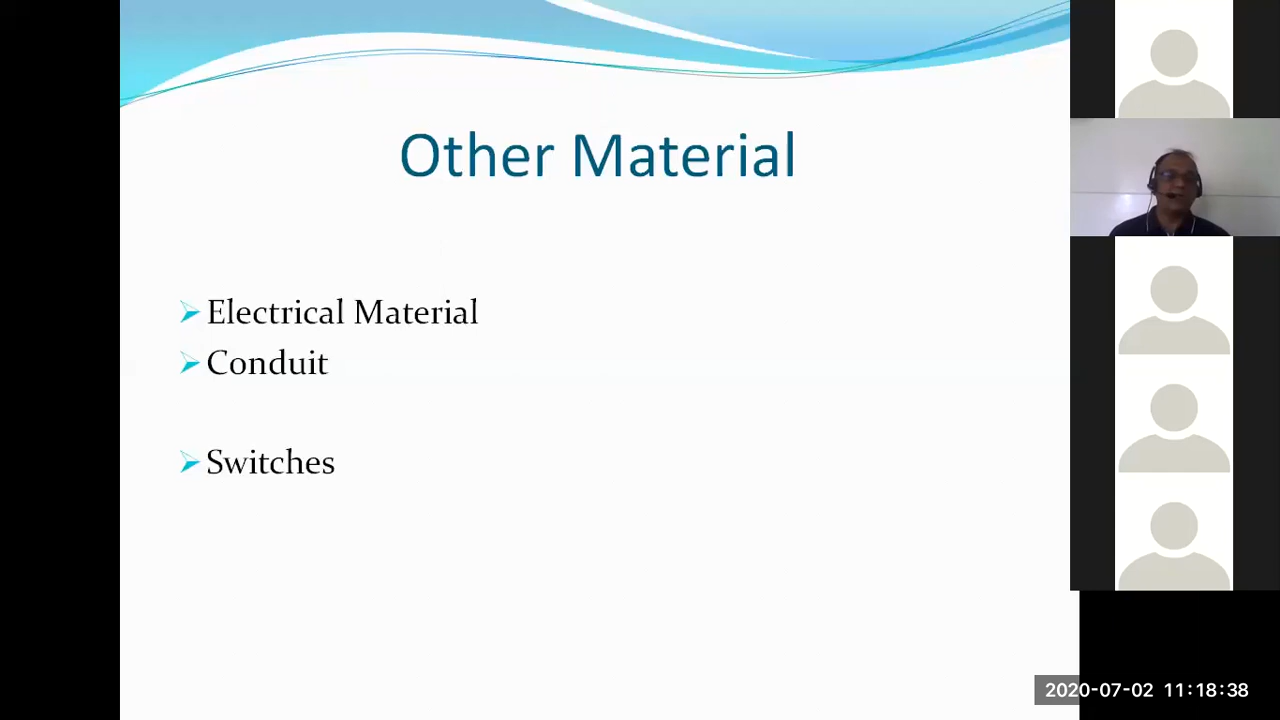 Other Material
Electrical Material
Conduit
Switches
2020-07-02 11:18:38